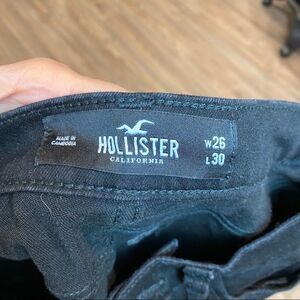 MADE IN
CAMBODIA
HOLLISTER
CALIFORNIA
W26
L30